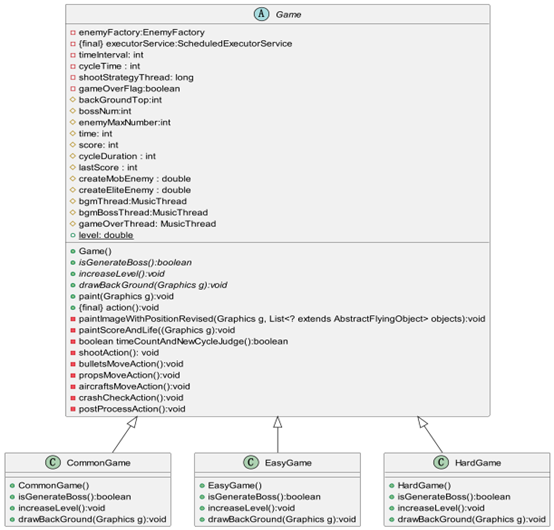 A Game
enemyFactory:EnemyFactory
{final} executorService:ScheduledExecutorService
timeInterval: int
cycleTime : int
shootStrategyThread: long
gameOverFlag:boolean
backGroundTop:int
bossNum:int
enemyMaxNumber:int
time: int
score: int
cycleDuration : int
lastScore : int
createMobEnemy : double
createEliteEnemy : double
bgmThread:MusicThread
bgmBossThread:MusicThread
gameOverThread: MusicThread
level: double
Game()
isGenerateBoss():boolean
increaseLevel():void
drawBackGround(Graphics g):void
paint(Graphics g):void
{final} action():void
paintImageWithPositionRevised(Graphics g, List<? extends AbstractFlyingObject> objects):void
paintScoreAndLife((Graphics g):void
boolean timeCountAndNewCycleJudge():boolean
shootAction(): void
bulletsMoveAction():void
propsMoveAction():void
aircraftsMoveAction():void
crashCheckAction():void
postProcessAction():void
C CommonGame
CommonGame()
isGenerateBoss():boolean
increaseLevel():void
drawBackGround(Graphics g):void
C EasyGame
EasyGame()
isGenerateBoss():boolean
increaseLevel():void
drawBackGround(Graphics g):void
C HardGame
HardGame()
isGenerateBoss():boolean
increaseLevel():void
drawBackGround(Graphics g):void